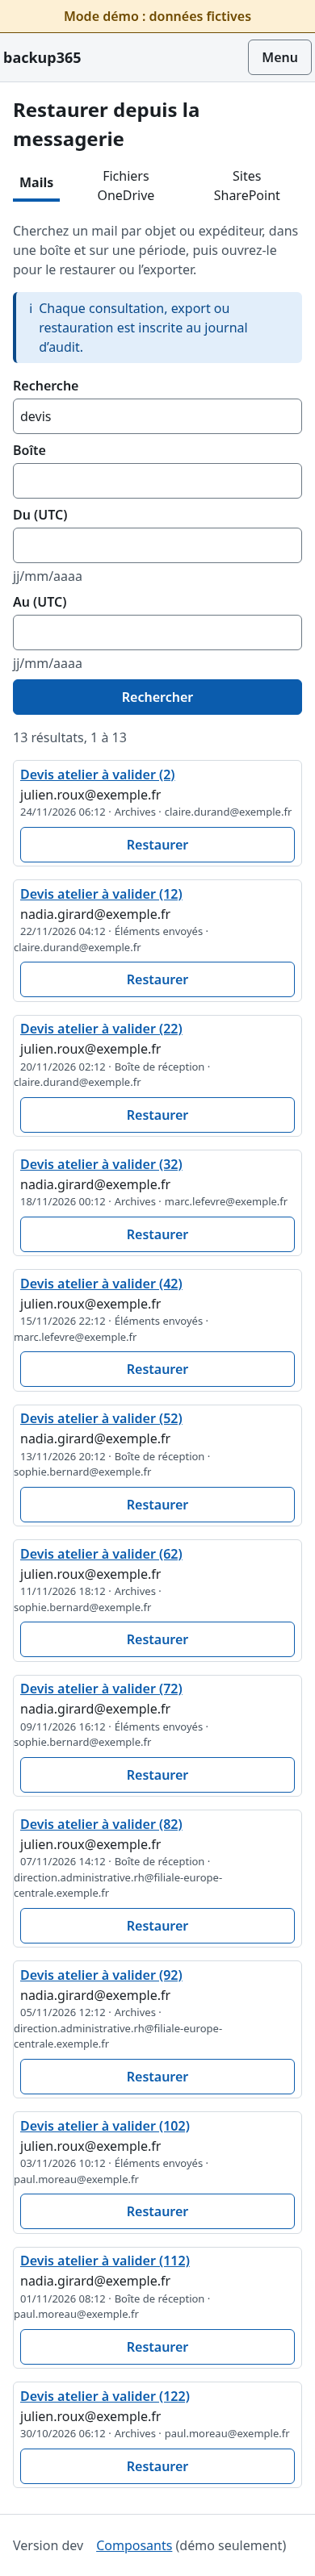 Mode démo : données fictives
backup365
Menu
Restaurer depuis la
messagerie
Mails
Fichiers
OneDrive
Sites
SharePoint
Cherchez un mail par objet ou expéditeur, dans
une boîte et sur une période, puis ouvrez-le
pour le restaurer ou l’exporter.
i Chaque consultation, export ou
restauration est inscrite au journal
d’audit.
Recherche
devis
Boîte
Du (UTC)
jj/mm/aaaa
Au (UTC)
jj/mm/aaaa
Rechercher
13 résultats, 1 à 13
Devis atelier à valider (2)
julien.roux@exemple.fr
24/11/2026 06:12 · Archives · claire.durand@exemple.fr
Restaurer
Devis atelier à valider (12)
nadia.girard@exemple.fr
22/11/2026 04:12 · Éléments envoyés ·
claire.durand@exemple.fr
Restaurer
Devis atelier à valider (22)
julien.roux@exemple.fr
20/11/2026 02:12 · Boîte de réception ·
claire.durand@exemple.fr
Restaurer
Devis atelier à valider (32)
nadia.girard@exemple.fr
18/11/2026 00:12 · Archives · marc.lefevre@exemple.fr
Restaurer
Devis atelier à valider (42)
julien.roux@exemple.fr
15/11/2026 22:12 · Éléments envoyés ·
marc.lefevre@exemple.fr
Restaurer
Devis atelier à valider (52)
nadia.girard@exemple.fr
13/11/2026 20:12 · Boîte de réception ·
sophie.bernard@exemple.fr
Restaurer
Devis atelier à valider (62)
julien.roux@exemple.fr
11/11/2026 18:12 · Archives ·
sophie.bernard@exemple.fr
Restaurer
Devis atelier à valider (72)
nadia.girard@exemple.fr
09/11/2026 16:12 · Éléments envoyés ·
sophie.bernard@exemple.fr
Restaurer
Devis atelier à valider (82)
julien.roux@exemple.fr
07/11/2026 14:12 · Boîte de réception ·
direction.administrative.rh@filiale-europe-
centrale.exemple.fr
Restaurer
Devis atelier à valider (92)
nadia.girard@exemple.fr
05/11/2026 12:12 · Archives ·
direction.administrative.rh@filiale-europe-
centrale.exemple.fr
Restaurer
Devis atelier à valider (102)
julien.roux@exemple.fr
03/11/2026 10:12 · Éléments envoyés ·
paul.moreau@exemple.fr
Restaurer
Devis atelier à valider (112)
nadia.girard@exemple.fr
01/11/2026 08:12 · Boîte de réception ·
paul.moreau@exemple.fr
Restaurer
Devis atelier à valider (122)
julien.roux@exemple.fr
30/10/2026 06:12 · Archives · paul.moreau@exemple.fr
Restaurer
Version dev Composants (démo seulement)